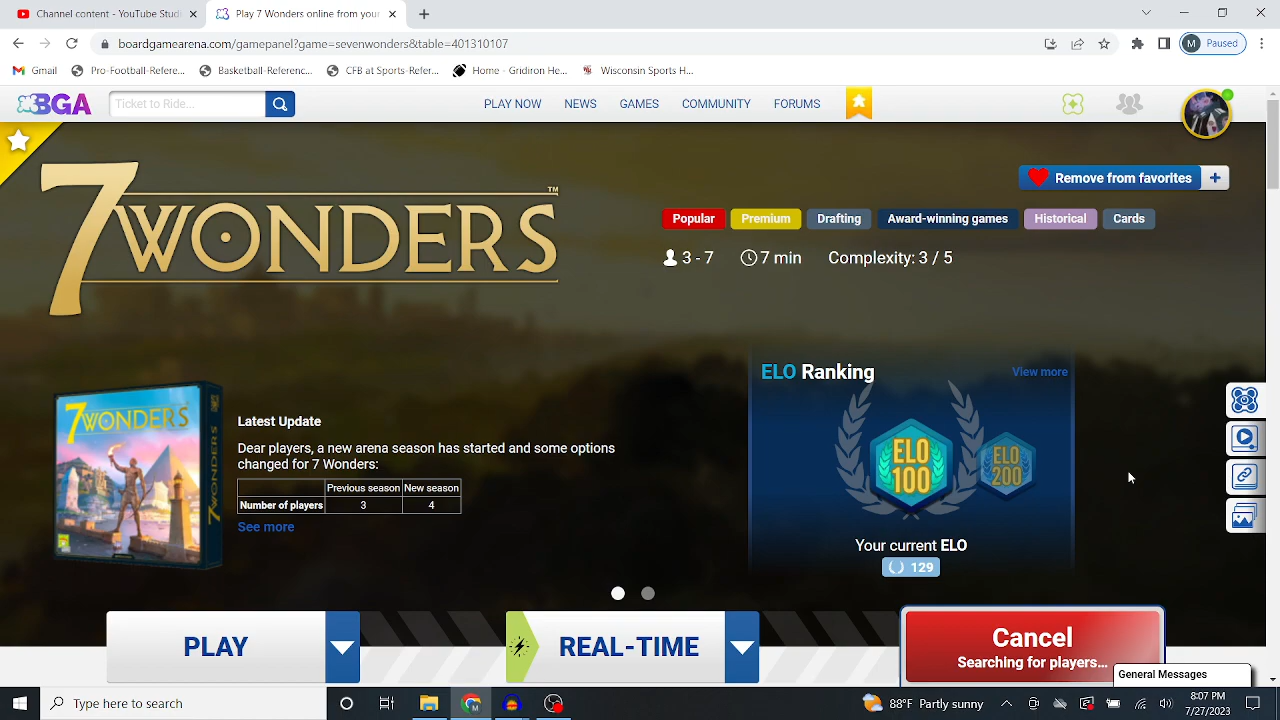 Channel content - YouTube Studi
Play 7 Wonders online from your
boardgamearena.com/gamepanel?game=sevenwonders&table=401310107
M Paused
Gmail
Pro-Football-Refere...
Basketball-Referenc...
CFB at Sports-Refer...
Home - Gridiron He...
Wisconsin Sports H...
BGA
Ticket to Ride...
PLAY NOW
NEWS
GAMES
COMMUNITY
FORUMS
7 WONDERS™
Remove from favorites +
Popular
Premium
Drafting
Award-winning games
Historical
Cards
3 - 7
7 min
Complexity: 3 / 5
ELO Ranking
View more
7WONDERS
7WONDERS
Latest Update
Dear players, a new arena season has started and some options
changed for 7 Wonders:
Previous season New season
Number of players 3 4
See more
ELO
100
ELO
200
Your current ELO
129
PLAY
REAL-TIME
Cancel
Searching for players...
General Messages
Type here to search
88°F Partly sunny
8:07 PM
7/27/2023